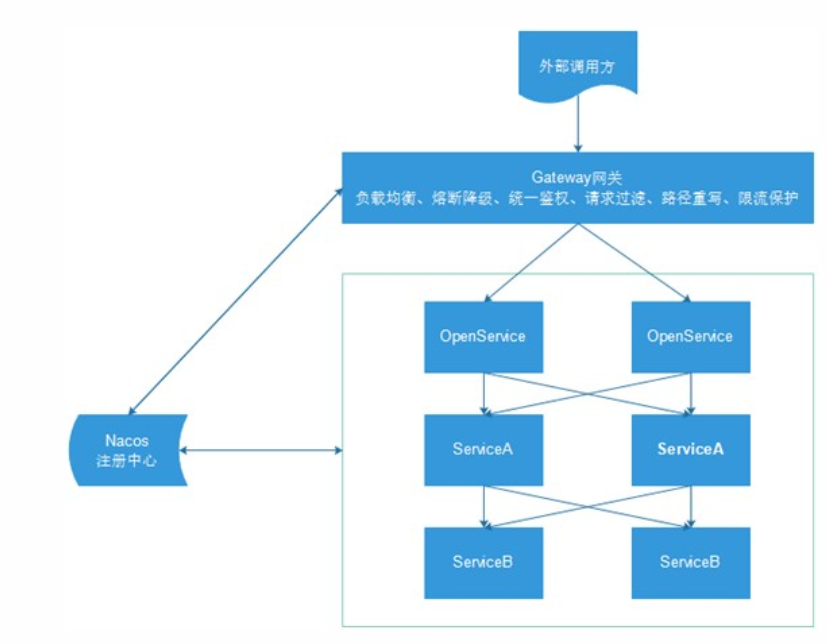 外部调用方
Gateway网关
负载均衡、熔断降级、统一鉴权、请求过滤、路径重写、限流保护
OpenService
OpenService
Nacos
注册中心
ServiceA
ServiceA
ServiceB
ServiceB